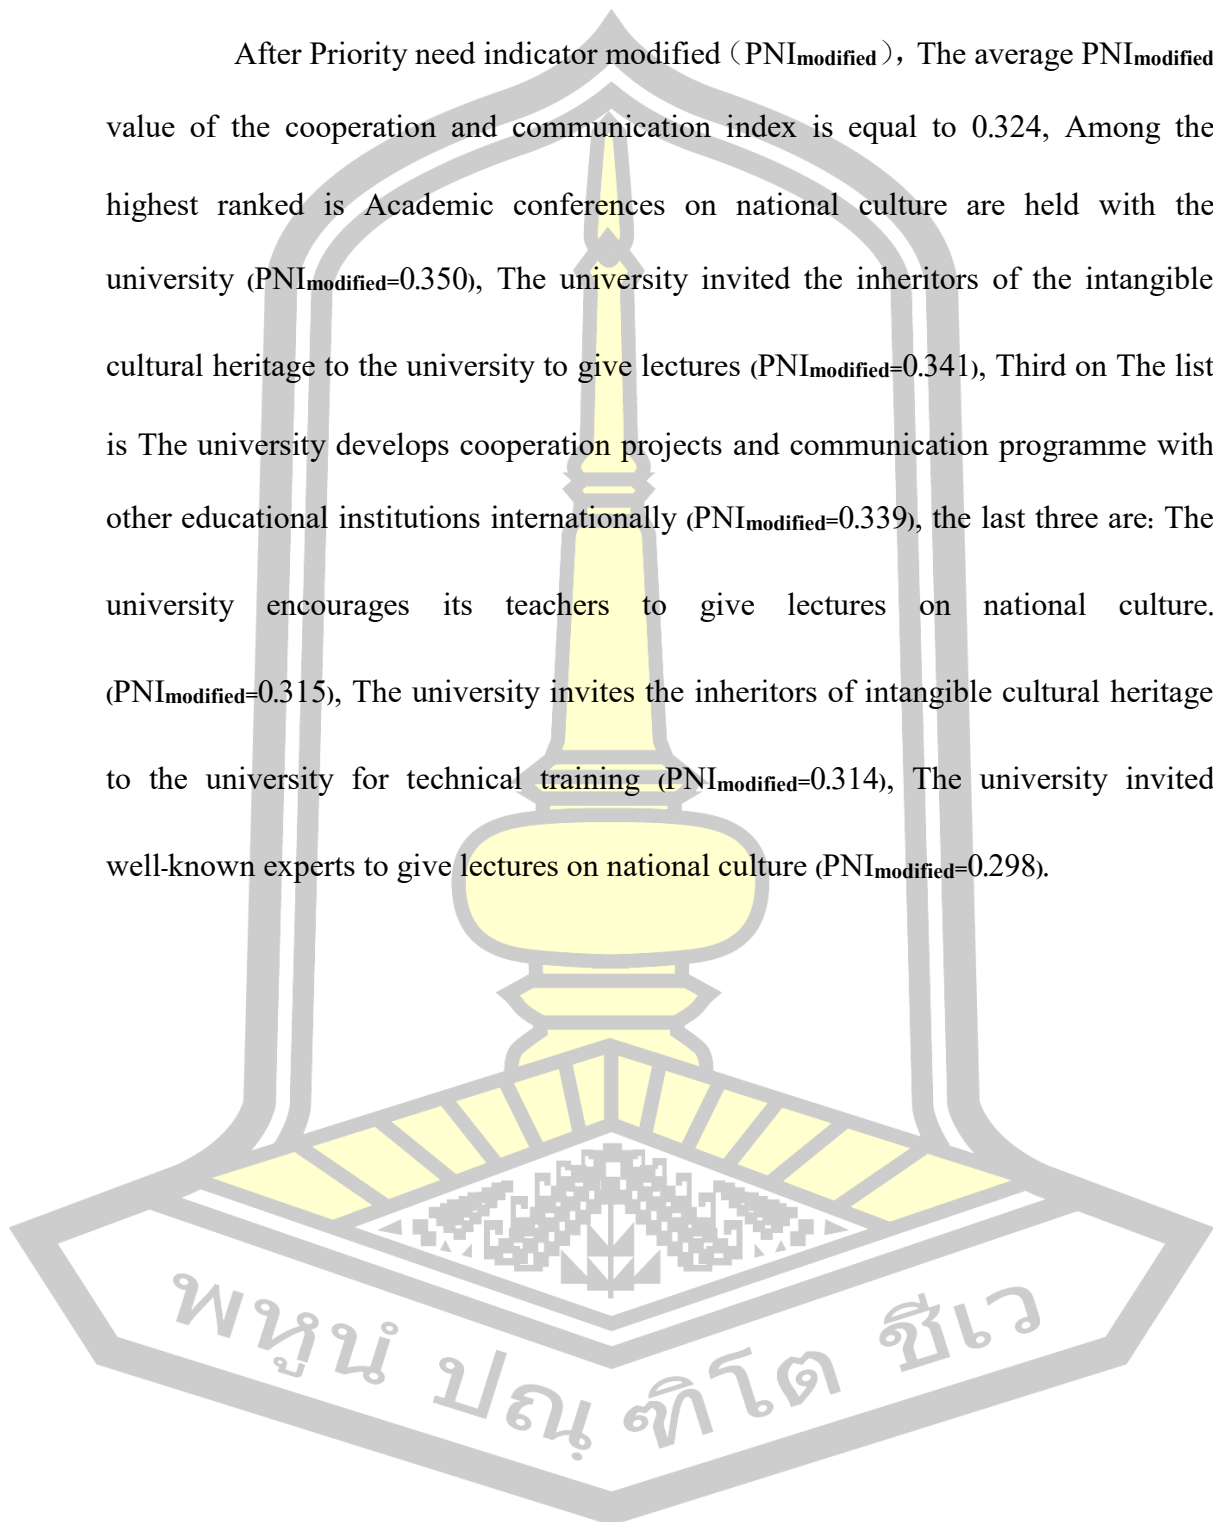 After Priority need indicator modified（PNImodified），The average PNImodified
value of the cooperation and communication index is equal to 0.324, Among the
highest ranked is Academic conferences on national culture are held with the
university (PNImodified=0.350), The university invited the inheritors of the intangible
cultural heritage to the university to give lectures (PNImodified=0.341), Third on The list
is The university develops cooperation projects and communication programme with
other educational institutions internationally (PNImodified=0.339), the last three are: The
university encourages its teachers to give lectures on national culture.
(PNImodified=0.315), The university invites the inheritors of intangible cultural heritage
to the university for technical training (PNImodified=0.314), The university invited
well-known experts to give lectures on national culture (PNImodified=0.298).
พหูนํ ปณฺฑิโต ชีเว